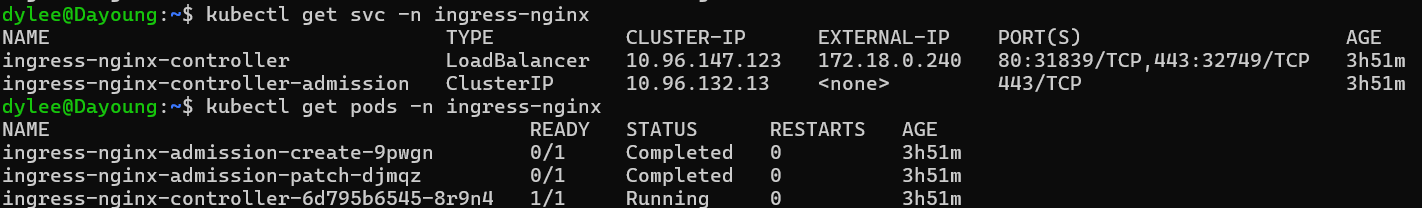 dylee@Dayoung:~$ kubectl get svc -n ingress-nginx
NAME TYPE CLUSTER-IP EXTERNAL-IP PORT(S) AGE
ingress-nginx-controller LoadBalancer 10.96.147.123 172.18.0.240 80:31839/TCP,443:32749/TCP 3h51m
ingress-nginx-controller-admission ClusterIP 10.96.132.13 <none> 443/TCP 3h51m
dylee@Dayoung:~$ kubectl get pods -n ingress-nginx
NAME READY STATUS RESTARTS AGE
ingress-nginx-admission-create-9pwgn 0/1 Completed 0 3h51m
ingress-nginx-admission-patch-djmqz 0/1 Completed 0 3h51m
ingress-nginx-controller-6d795b6545-8r9n4 1/1 Running 0 3h51m